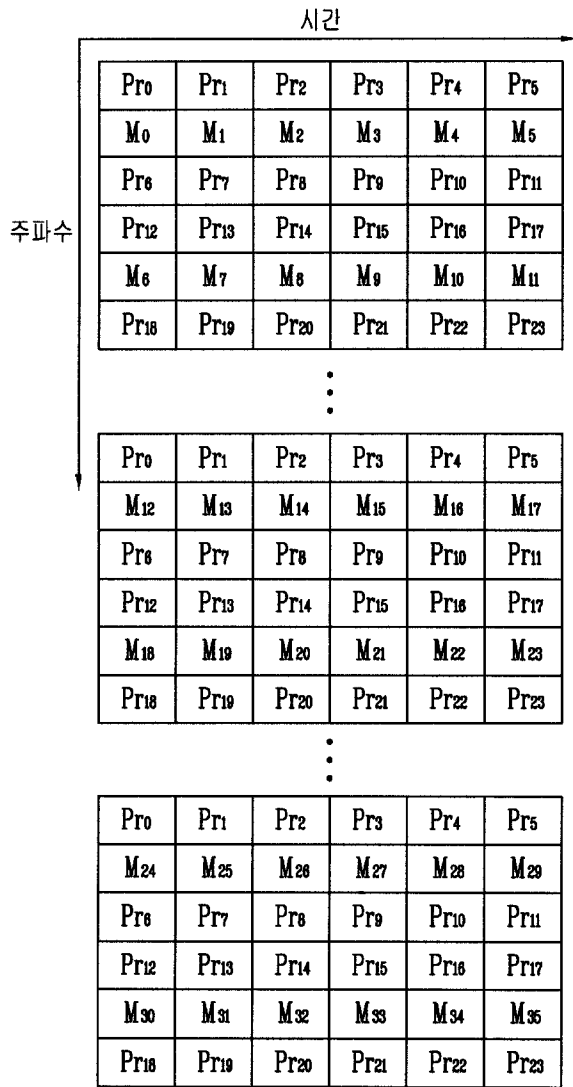 시간
주파수
Pr0 Pr1 Pr2 Pr3 Pr4 Pr5
M0 M1 M2 M3 M4 M5
Pr6 Pr7 Pr8 Pr9 Pr10 Pr11
Pr12 Pr13 Pr14 Pr15 Pr16 Pr17
M6 M7 M8 M9 M10 M11
Pr18 Pr19 Pr20 Pr21 Pr22 Pr23
Pr0 Pr1 Pr2 Pr3 Pr4 Pr5
M12 M13 M14 M15 M16 M17
Pr6 Pr7 Pr8 Pr9 Pr10 Pr11
Pr12 Pr13 Pr14 Pr15 Pr16 Pr17
M18 M19 M20 M21 M22 M23
Pr18 Pr19 Pr20 Pr21 Pr22 Pr23
Pr0 Pr1 Pr2 Pr3 Pr4 Pr5
M24 M25 M26 M27 M28 M29
Pr6 Pr7 Pr8 Pr9 Pr10 Pr11
Pr12 Pr13 Pr14 Pr15 Pr16 Pr17
M30 M31 M32 M33 M34 M35
Pr18 Pr19 Pr20 Pr21 Pr22 Pr23